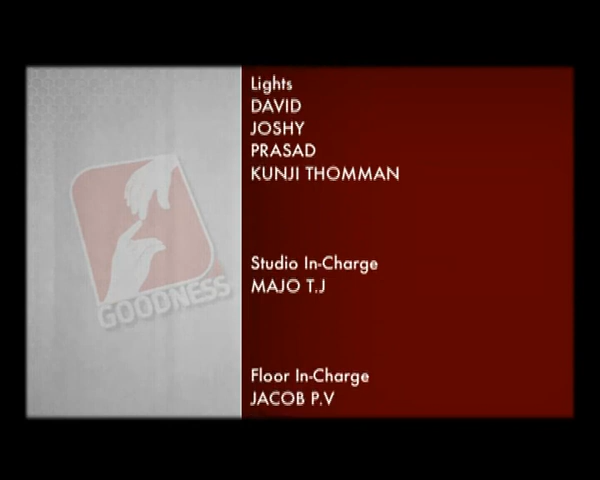 Lights
DAVID
JOSHY
PRASAD
KUNJI THOMMAN
Studio In-Charge
MAJO T.J
Floor In-Charge
JACOB P.V
GOODNESS